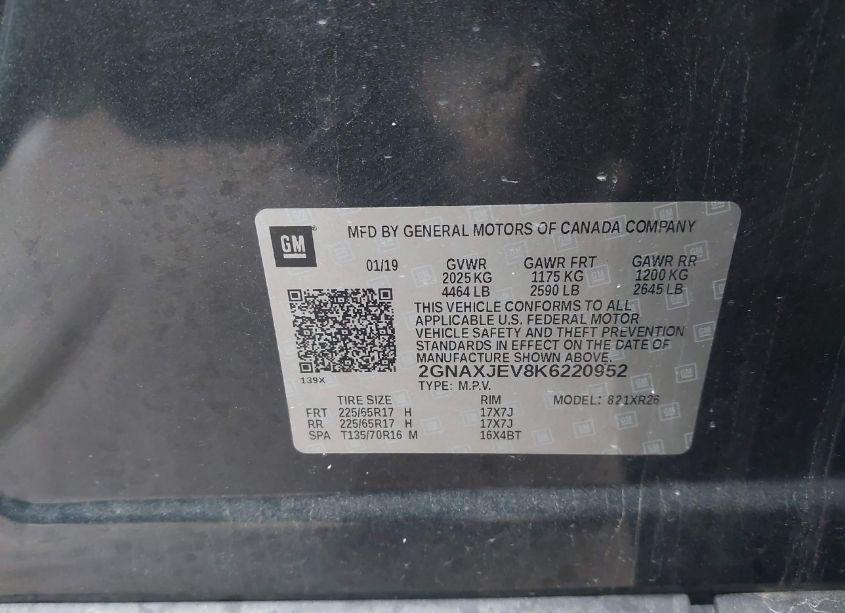 GM
MFD BY GENERAL MOTORS OF CANADA COMPANY
01/19 GVWR GAWR FRT GAWR RR
2025 KG 1175 KG 1200 KG
4464 LB 2590 LB 2645 LB
THIS VEHICLE CONFORMS TO ALL
APPLICABLE U.S. FEDERAL MOTOR
VEHICLE SAFETY AND THEFT PREVENTION
STANDARDS IN EFFECT ON THE DATE OF
MANUFACTURE SHOWN ABOVE.
2GNAXJEV8K6220952
139X
TYPE: M.P.V.
TIRE SIZE RIM MODEL: 821XR26
FRT 225/65R17 H 17X7J
RR 225/65R17 H 17X7J
SPA T135/70R16 M 16X4BT